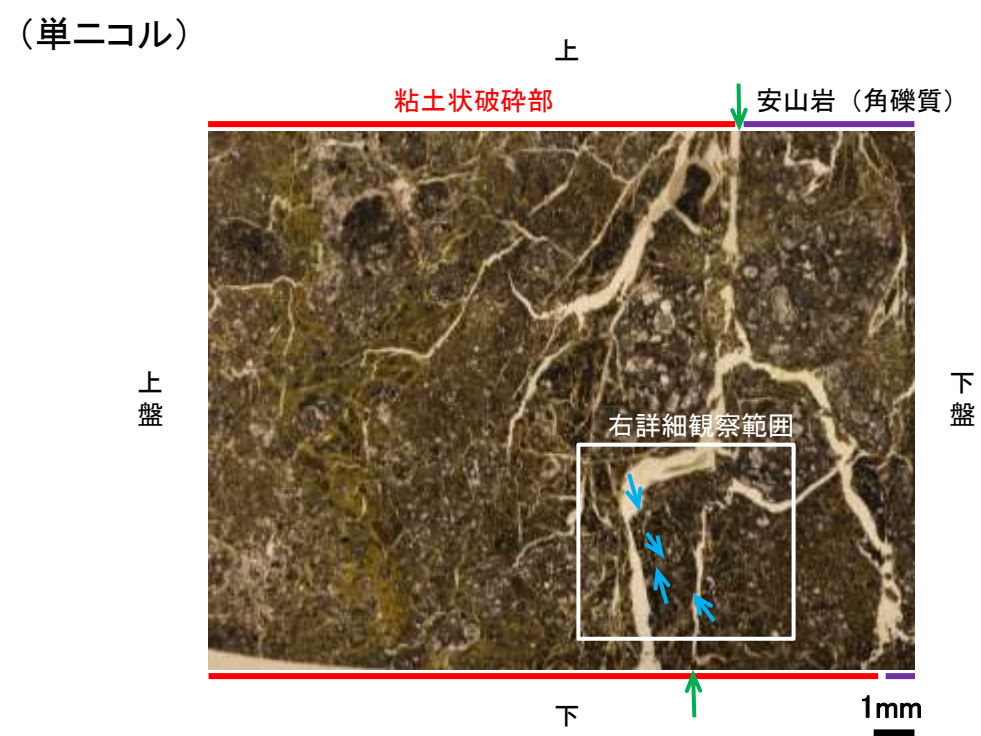 （単ニコル）
上
粘土状破砕部
安山岩（角礫質）
上盤
下盤
右詳細観察範囲
下
1mm